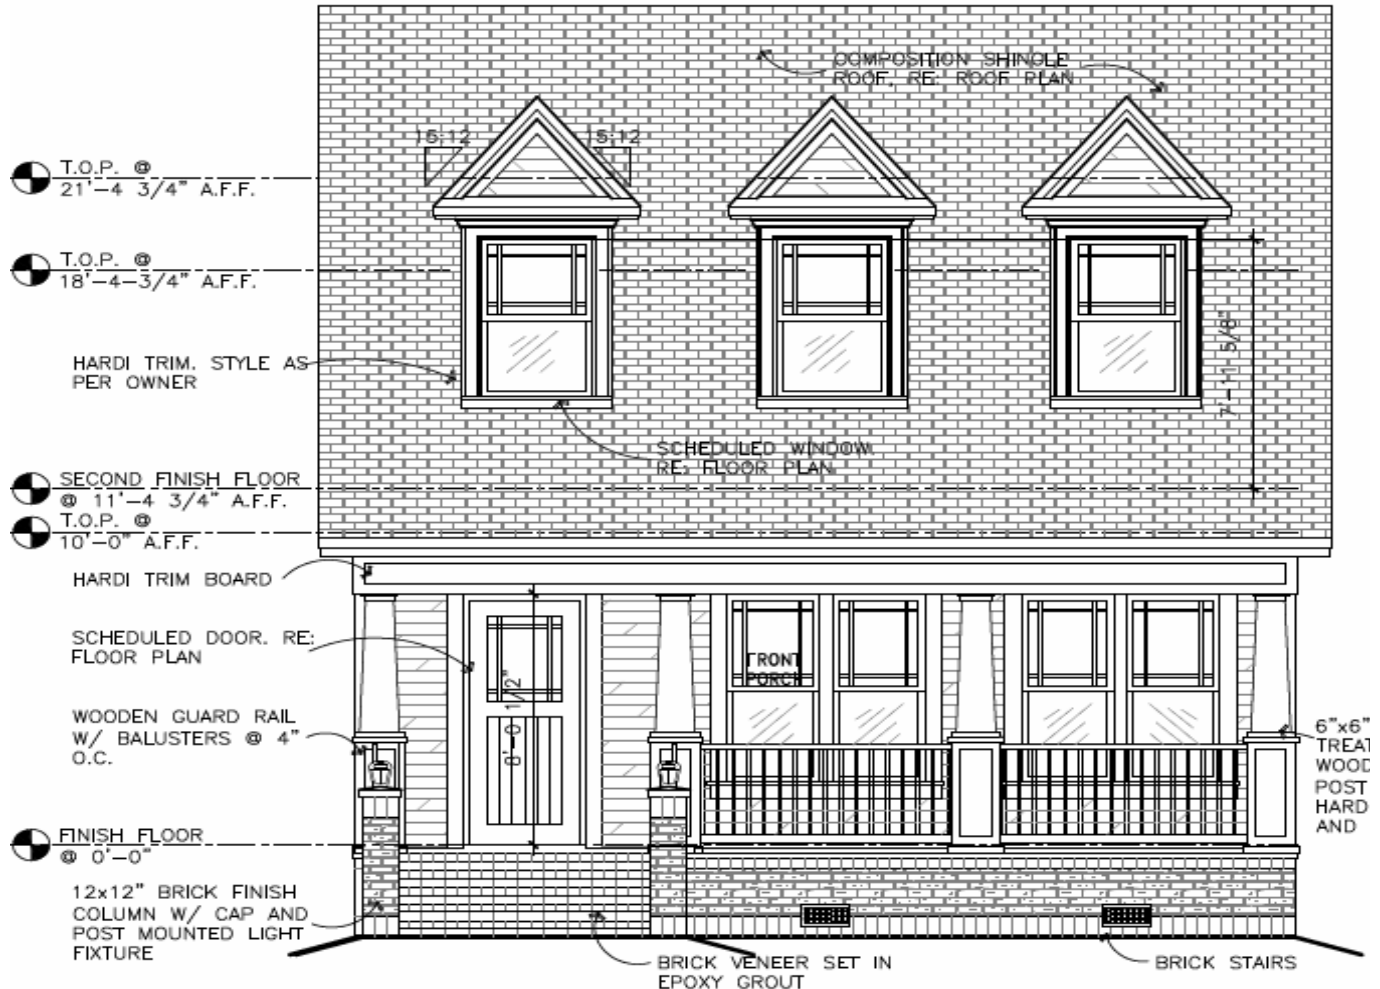 COMPOSITION SHINGLE
ROOF, RE: ROOF PLAN
15:12
15:12
T.O.P. @
21'-4 3/4" A.F.F.
T.O.P. @
18'-4-3/4" A.F.F.
HARDI TRIM. STYLE AS
PER OWNER
7'-11 5/8"
SCHEDULED WINDOW.
RE: FLOOR PLAN
SECOND FINISH FLOOR
@ 11'-4 3/4" A.F.F.
T.O.P. @
10'-0" A.F.F.
HARDI TRIM BOARD
SCHEDULED DOOR. RE:
FLOOR PLAN
FRONT
PORCH
8'-0 1/2"
WOODEN GUARD RAIL
W/ BALUSTERS @ 4"
O.C.
6"x6"
TREAT
WOOD
POST
HARD
AND
FINISH FLOOR
@ 0'-0"
12x12" BRICK FINISH
COLUMN W/ CAP AND
POST MOUNTED LIGHT
FIXTURE
BRICK VENEER SET IN
EPOXY GROUT
BRICK STAIRS